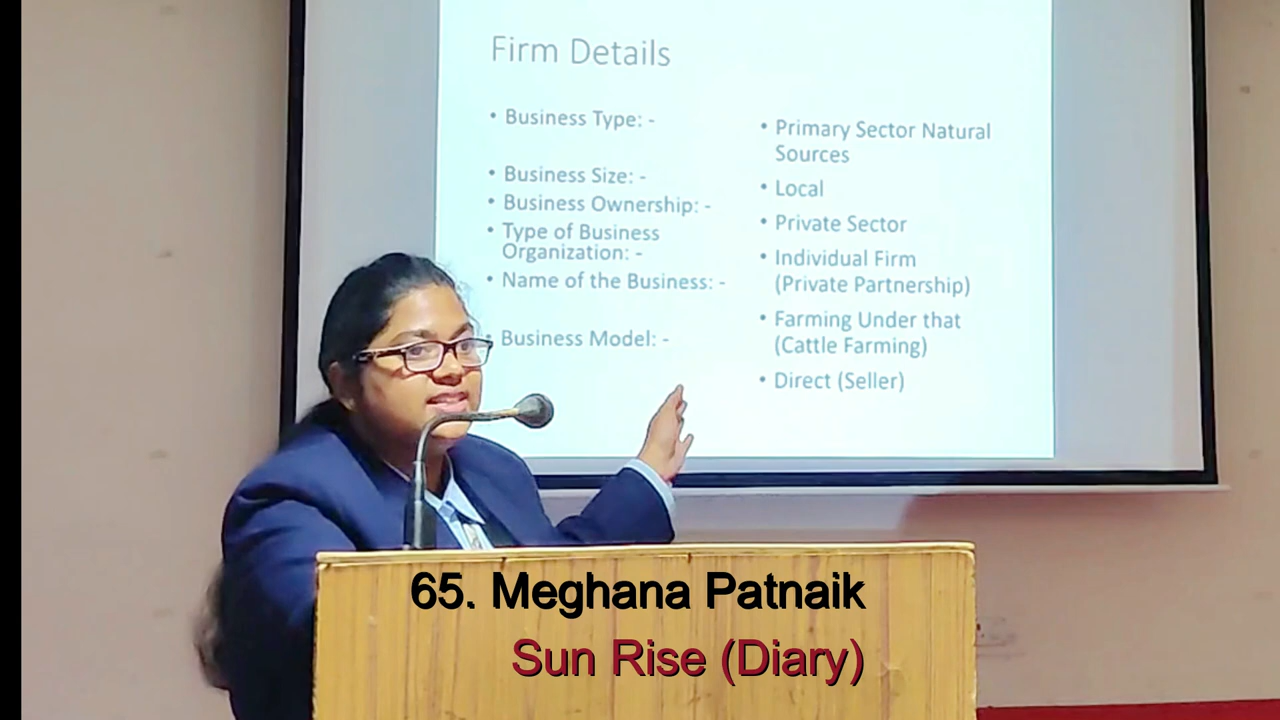 Firm Details
• Business Type: -
• Business Size: -
• Business Ownership: -
• Type of Business
Organization: -
• Name of the Business: -
• Business Model: -
• Primary Sector Natural
Sources
• Local
• Private Sector
• Individual Firm
(Private Partnership)
• Farming Under that
(Cattle Farming)
• Direct (Seller)
65. Meghana Patnaik
Sun Rise (Diary)